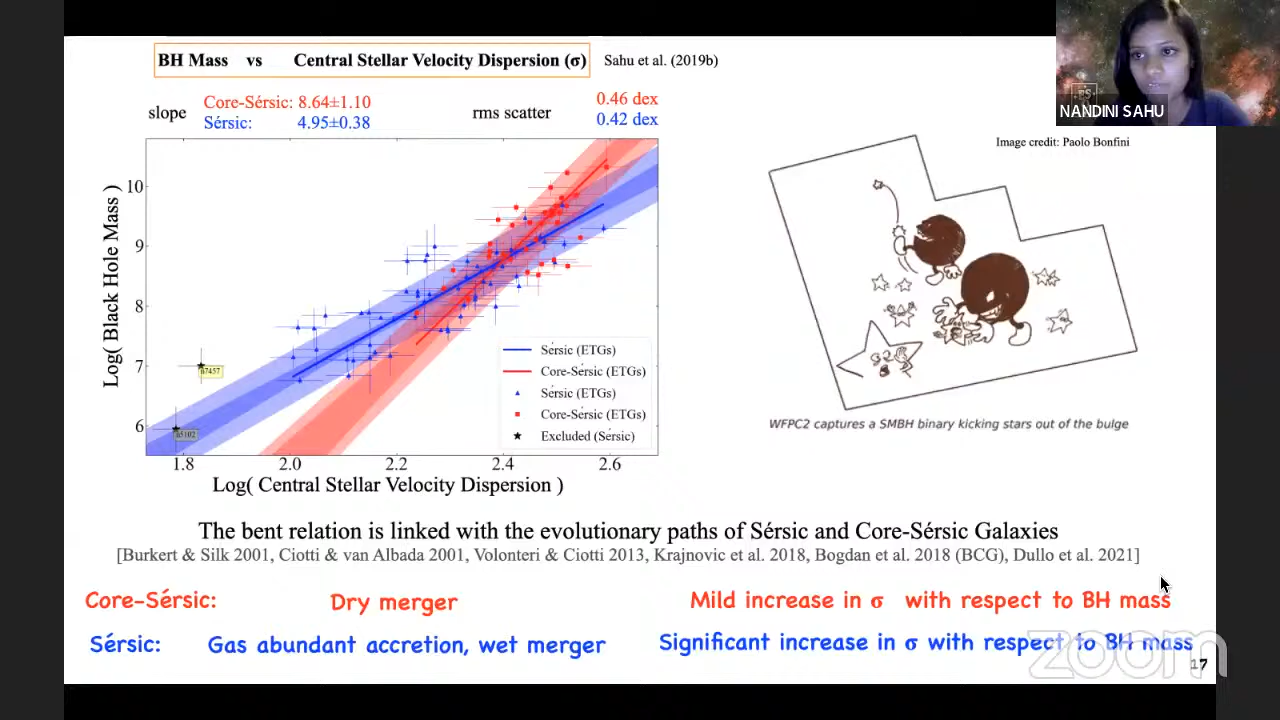 BH Mass vs Central Stellar Velocity Dispersion (σ) Sahu et al. (2019b)
slope Core-Sérsic: 8.64±1.10
Sérsic: 4.95±0.38
rms scatter 0.46 dex
0.42 dex
NANDINI SAHU
Image credit: Paolo Bonfini
Log( Black Hole Mass )
10
9
8
7
6
n7457
Sérsic (ETGs)
Core-Sérsic (ETGs)
Sérsic (ETGs)
Core-Sérsic (ETGs)
Excluded (Sérsic)
1.8 2.0 2.2 2.4 2.6
Log( Central Stellar Velocity Dispersion )
WFPC2 captures a SMBH binary kicking stars out of the bulge
The bent relation is linked with the evolutionary paths of Sérsic and Core-Sérsic Galaxies
[Burkert & Silk 2001, Ciotti & van Albada 2001, Volonteri & Ciotti 2013, Krajnovic et al. 2018, Bogdan et al. 2018 (BCG), Dullo et al. 2021]
Core-Sérsic: Dry merger Mild increase in σ with respect to BH mass
Sérsic: Gas abundant accretion, wet merger Significant increase in σ with respect to BH mass
zoom
17